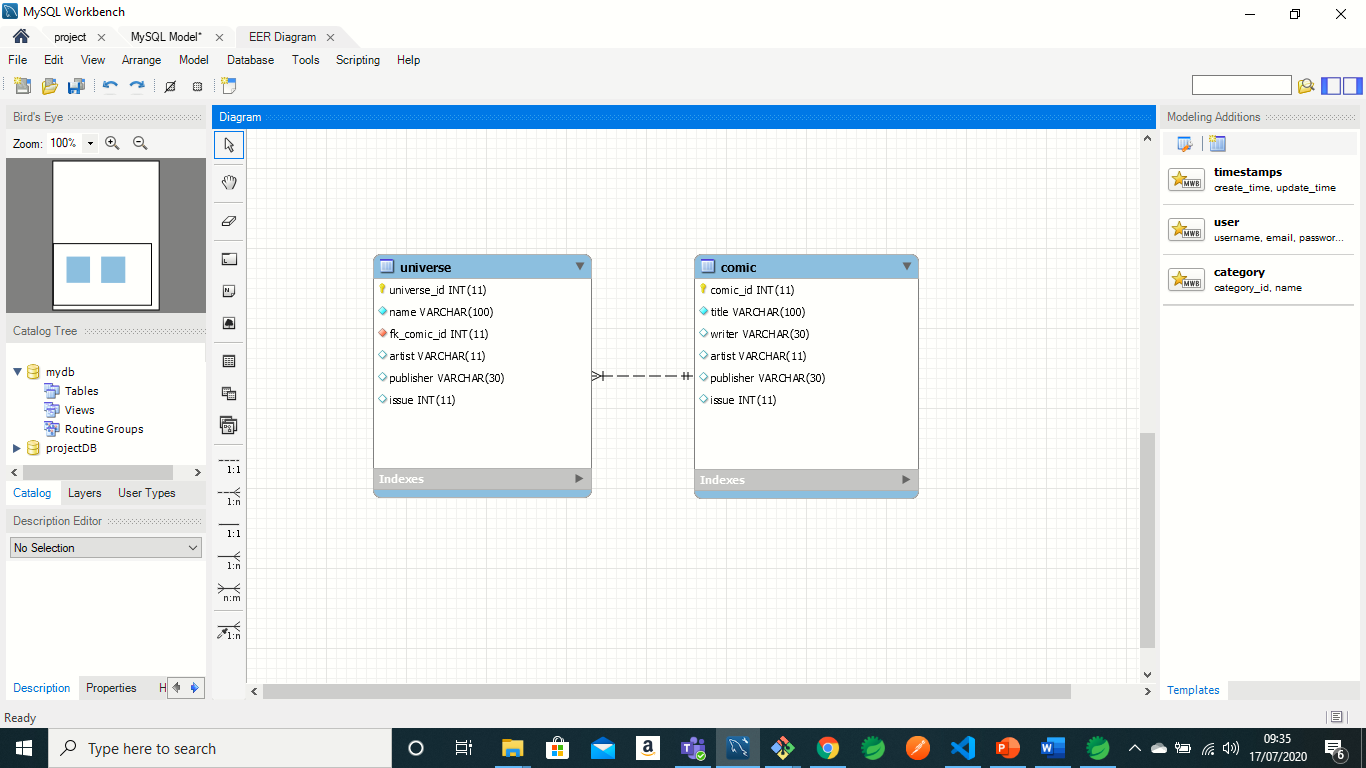 MySQL Workbench
project
MySQL Model*
EER Diagram
File Edit View Arrange Model Database Tools Scripting Help
Bird's Eye
Zoom: 100%
Catalog Tree
mydb
Tables
Views
Routine Groups
projectDB
Catalog Layers User Types
Description Editor
No Selection
Description Properties H
Diagram
1:1
1:n
1:1
1:n
n:m
1:n
universe
universe_id INT(11)
name VARCHAR(100)
fk_comic_id INT(11)
artist VARCHAR(11)
publisher VARCHAR(30)
issue INT(11)
Indexes
comic
comic_id INT(11)
title VARCHAR(100)
writer VARCHAR(30)
artist VARCHAR(11)
publisher VARCHAR(30)
issue INT(11)
Indexes
Modeling Additions
MWB
timestamps
create_time, update_time
MWB
user
username, email, passwor...
MWB
category
category_id, name
Templates
Ready
Type here to search
a
W
09:35
17/07/2020
6